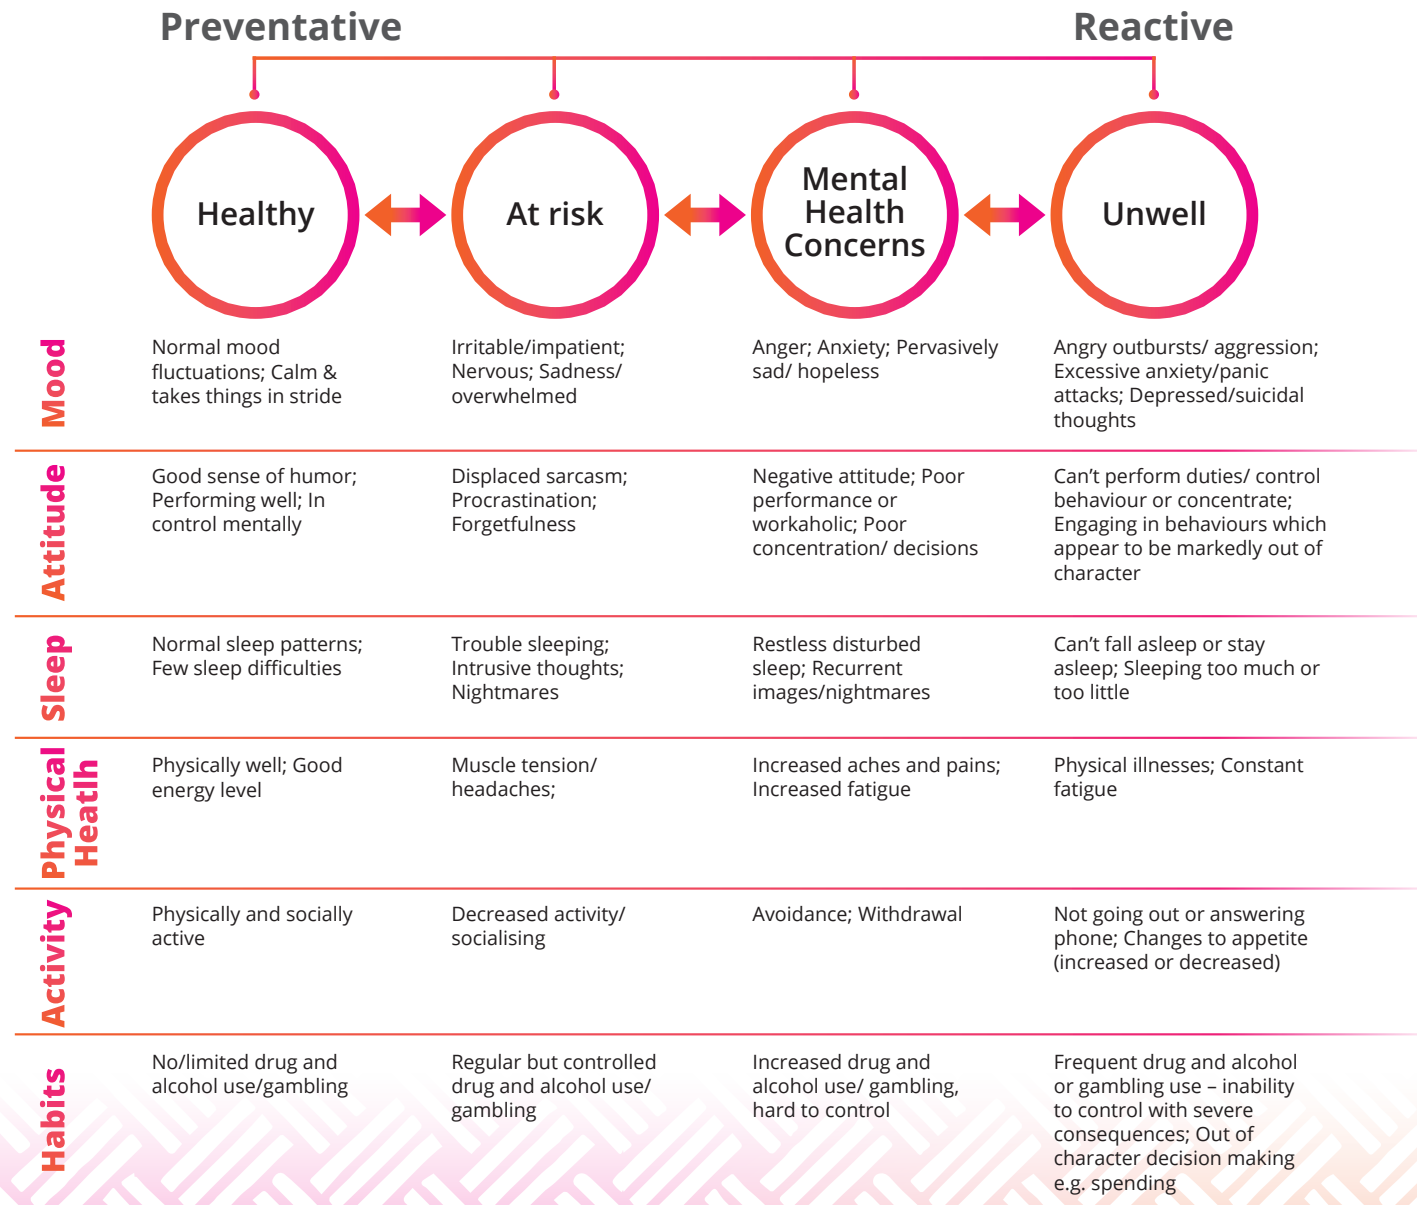 Preventative
Reactive
Healthy
At risk
Mental
Health
Concerns
Unwell
Mood
Normal mood
fluctuations; Calm &
takes things in stride
Irritable/impatient;
Nervous; Sadness/
overwhelmed
Anger; Anxiety; Pervasively
sad/ hopeless
Angry outbursts/ aggression;
Excessive anxiety/panic
attacks; Depressed/suicidal
thoughts
Attitude
Good sense of humor;
Performing well; In
control mentally
Displaced sarcasm;
Procrastination;
Forgetfulness
Negative attitude; Poor
performance or
workaholic; Poor
concentration/ decisions
Can’t perform duties/ control
behaviour or concentrate;
Engaging in behaviours which
appear to be markedly out of
character
Sleep
Normal sleep patterns;
Few sleep difficulties
Trouble sleeping;
Intrusive thoughts;
Nightmares
Restless disturbed
sleep; Recurrent
images/nightmares
Can’t fall asleep or stay
asleep; Sleeping too much or
too little
Physical
Heatlh
Physically well; Good
energy level
Muscle tension/
headaches;
Increased aches and pains;
Increased fatigue
Physical illnesses; Constant
fatigue
Activity
Physically and socially
active
Decreased activity/
socialising
Avoidance; Withdrawal
Not going out or answering
phone; Changes to appetite
(increased or decreased)
Habits
No/limited drug and
alcohol use/gambling
Regular but controlled
drug and alcohol use/
gambling
Increased drug and
alcohol use/ gambling,
hard to control
Frequent drug and alcohol
or gambling use – inability
to control with severe
consequences; Out of
character decision making
e.g. spending